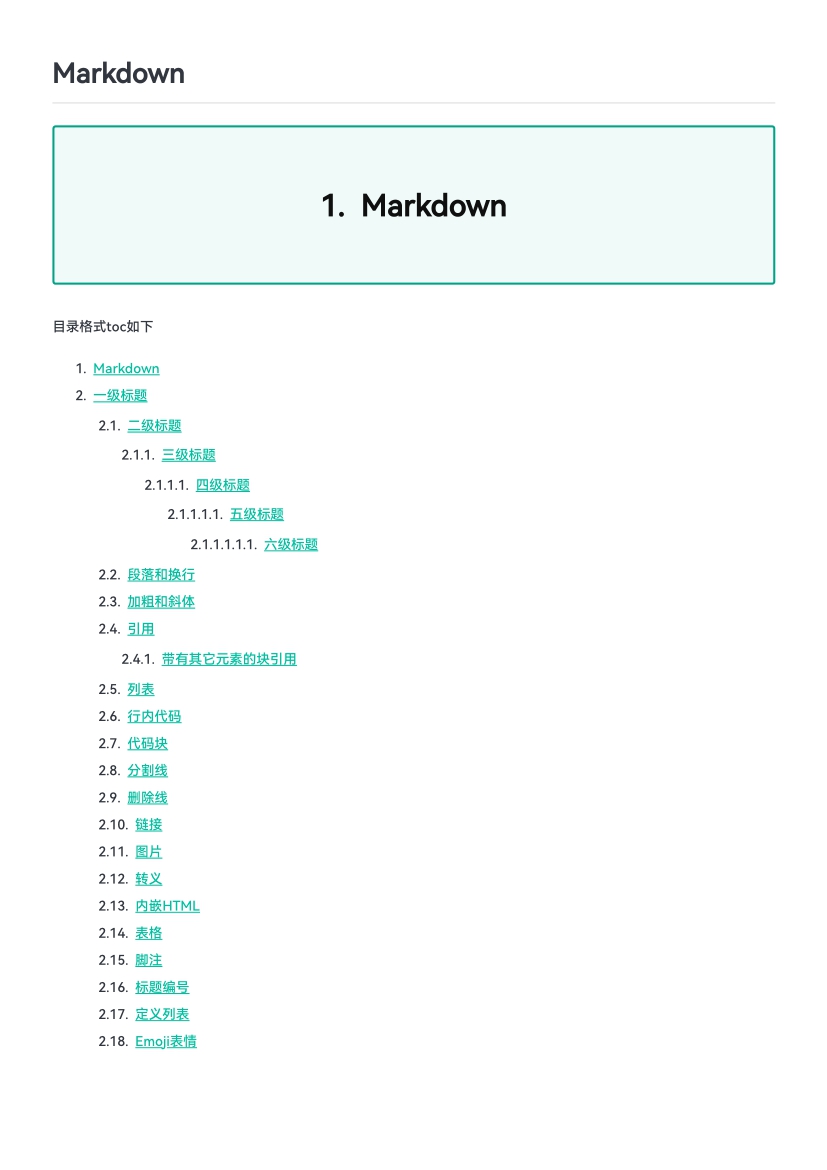 Markdown
1. Markdown
目录格式toc如下
1. Markdown
2. 一级标题
2.1. 二级标题
2.1.1. 三级标题
2.1.1.1. 四级标题
2.1.1.1.1. 五级标题
2.1.1.1.1.1. 六级标题
2.2. 段落和换行
2.3. 加粗和斜体
2.4. 引用
2.4.1. 带有其它元素的块引用
2.5. 列表
2.6. 行内代码
2.7. 代码块
2.8. 分割线
2.9. 删除线
2.10. 链接
2.11. 图片
2.12. 转义
2.13. 内嵌HTML
2.14. 表格
2.15. 脚注
2.16. 标题编号
2.17. 定义列表
2.18. Emoji表情